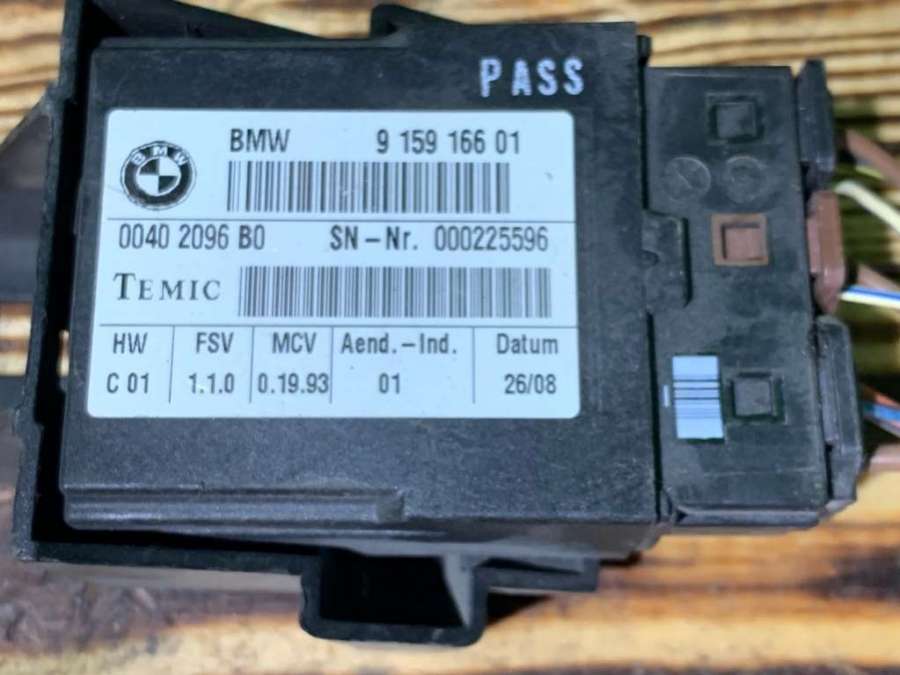 PASS
BMW 9 159 166 01
BMW
0040 2096 B0 SN-Nr. 000225596
TEMIC
HW FSV MCV Aend.-Ind. Datum
C 01 1.1.0 0.19.93 01 26/08